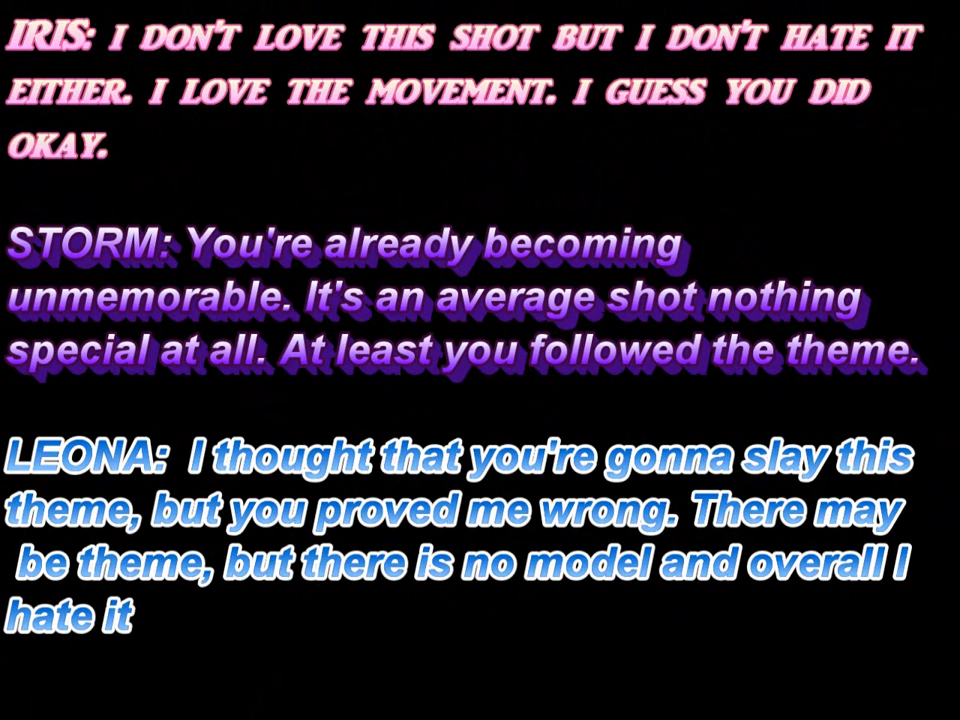 IRIS: I DON'T LOVE THIS SHOT BUT I DON'T HATE IT
EITHER. I LOVE THE MOVEMENT. I GUESS YOU DID
OKAY.
STORM: You're already becoming
unmemorable. It's an average shot nothing
special at all. At least you followed the theme.
LEONA: I thought that you're gonna slay this
theme, but you proved me wrong. There may
be theme, but there is no model and overall I
hate it